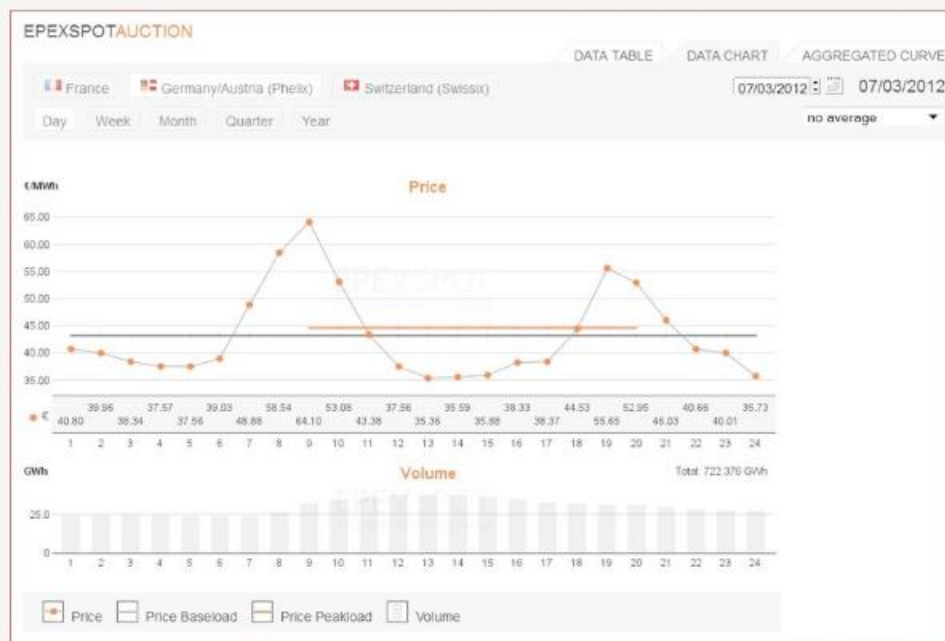 EPEXSPOTAUCTION
DATA TABLE DATA CHART AGGREGATED CURVE
France Germany/Austria (Phelix) Switzerland (Swissix) 07/03/2012 07/03/2012
Day Week Month Quarter Year no average
€/MWh Price
65.00
60.00
55.00
EPEXSPOT
50.00
45.00
40.00
35.00
39.96 37.57 39.03 58.54 53.08 37.56 35.59 38.33 44.53 52.95 40.66 35.73
€ 40.80 38.34 37.56 48.88 64.10 43.38 35.36 35.88 38.37 55.65 46.03 40.01
1 2 3 4 5 6 7 8 9 10 11 12 13 14 15 16 17 18 19 20 21 22 23 24
GWh Volume Total: 722.376 GWh
25.0
0
1 2 3 4 5 6 7 8 9 10 11 12 13 14 15 16 17 18 19 20 21 22 23 24
Price Price Baseload Price Peakload Volume